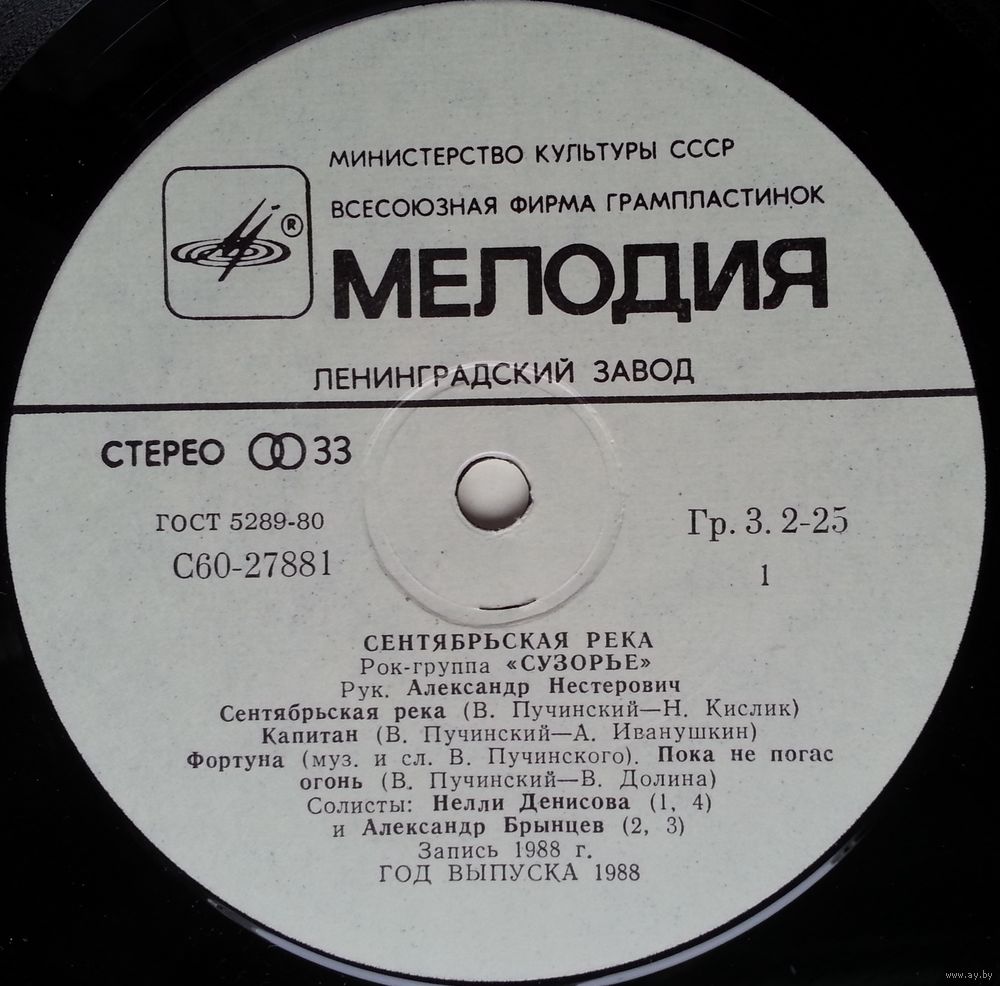 МИНИСТЕРСТВО КУЛЬТУРЫ СССР
ВСЕСОЮЗНАЯ ФИРМА ГРАМПЛАСТИНОК
®
МЕЛОДИЯ
ЛЕНИНГРАДСКИЙ ЗАВОД
СТЕРЕО 33
ГОСТ 5289-80
Гр. 3. 2-25
С60-27881
1
СЕНТЯБРЬСКАЯ РЕКА
Рок-группа «СУЗОРЬЕ»
Рук. Александр Нестерович
Сентябрьская река (В. Пучинский—Н. Кислик)
Капитан (В. Пучинский—А. Иванушкин)
Фортуна (муз. и сл. В. Пучинского). Пока не погас
огонь (В. Пучинский—В. Долина)
Солисты: Нелли Денисова (1, 4)
и Александр Брынцев (2, 3)
Запись 1988 г.
ГОД ВЫПУСКА 1988
www.ay.by